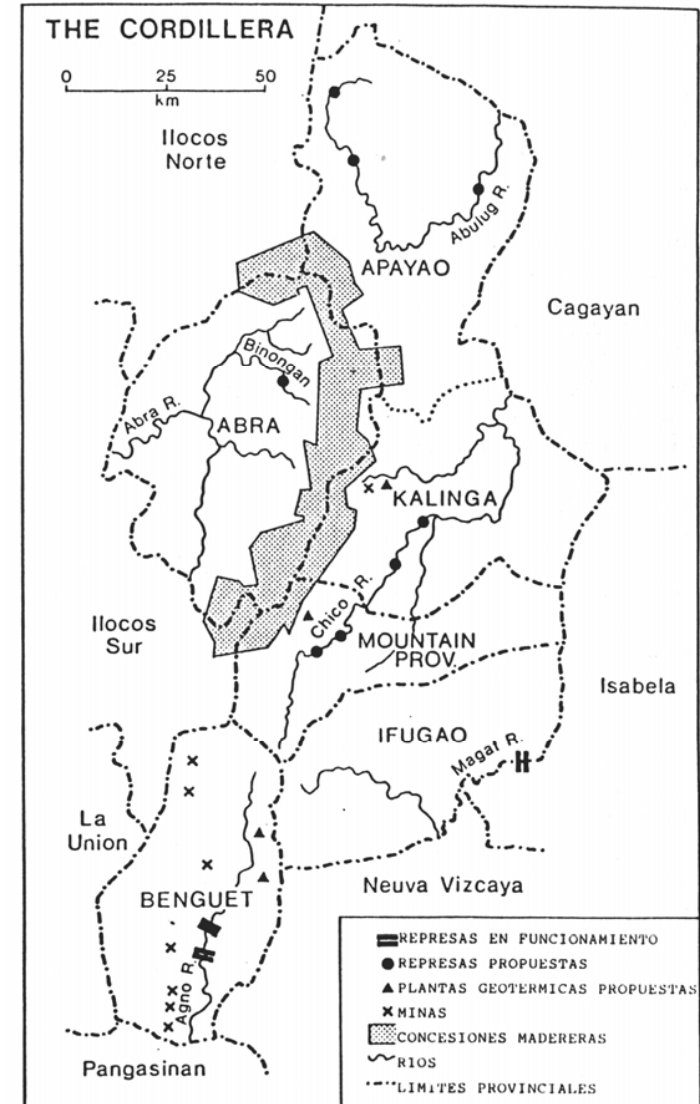 THE CORDILLERA
0 25 50
km
Ilocos
Norte
Abulug R.
APAYAO
Cagayan
Binongan
Abra R.
ABRA
KALINGA
Chico R.
Ilocos
Sur
MOUNTAIN
PROV.
Isabela
IFUGAO
Magat R.
La
Union
BENGUET
Neuva Vizcaya
Agno R.
Pangasinan
REPRESAS EN FUNCIONAMIENTO
REPRESAS PROPUESTAS
PLANTAS GEOTERMICAS PROPUESTAS
MINAS
CONCESIONES MADERERAS
RIOS
LIMITES PROVINCIALES